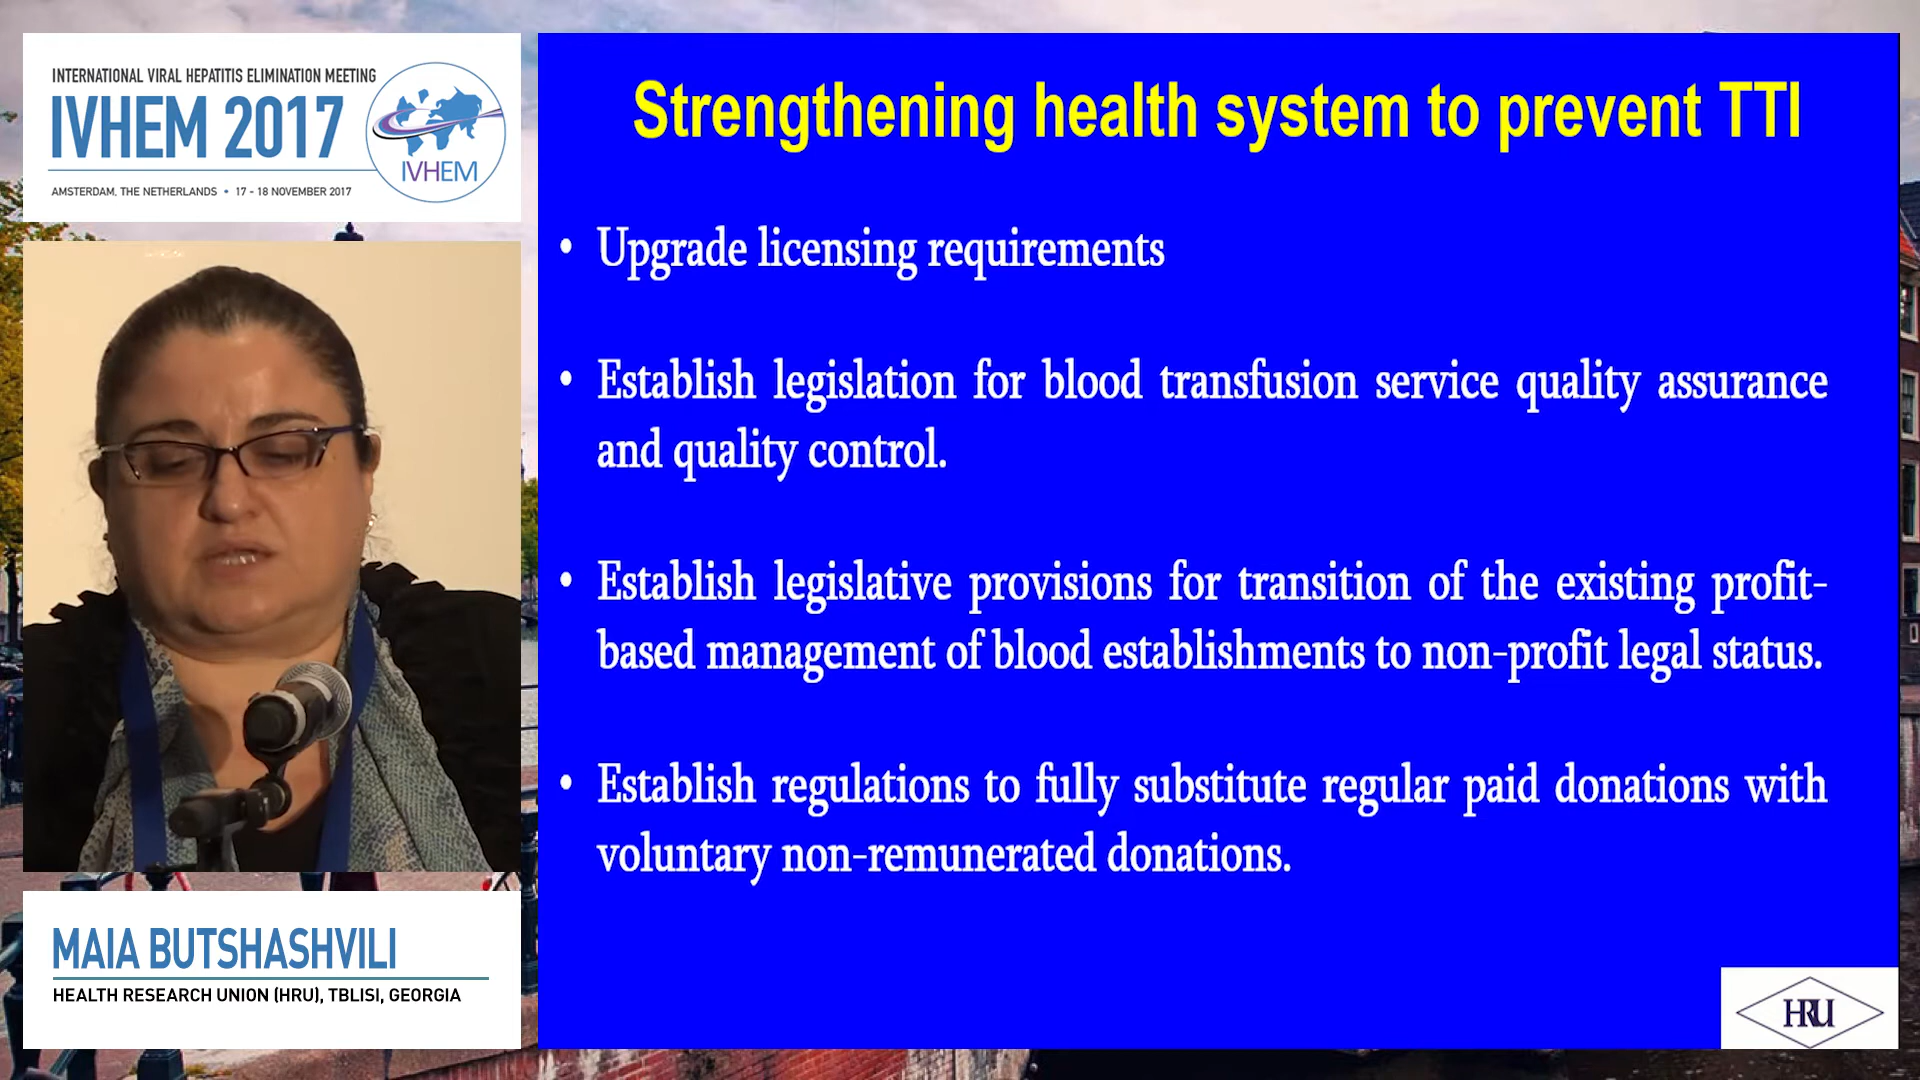 INTERNATIONAL VIRAL HEPATITIS ELIMINATION MEETING
IVHEM 2017
IVHEM
AMSTERDAM, THE NETHERLANDS • 17 - 18 NOVEMBER 2017
Strengthening health system to prevent TTI
• Upgrade licensing requirements
• Establish legislation for blood transfusion service quality assurance
and quality control.
• Establish legislative provisions for transition of the existing profit-
based management of blood establishments to non-profit legal status.
• Establish regulations to fully substitute regular paid donations with
voluntary non-remunerated donations.
MAIA BUTSHASHVILI
HEALTH RESEARCH UNION (HRU), TBLISI, GEORGIA
HRU